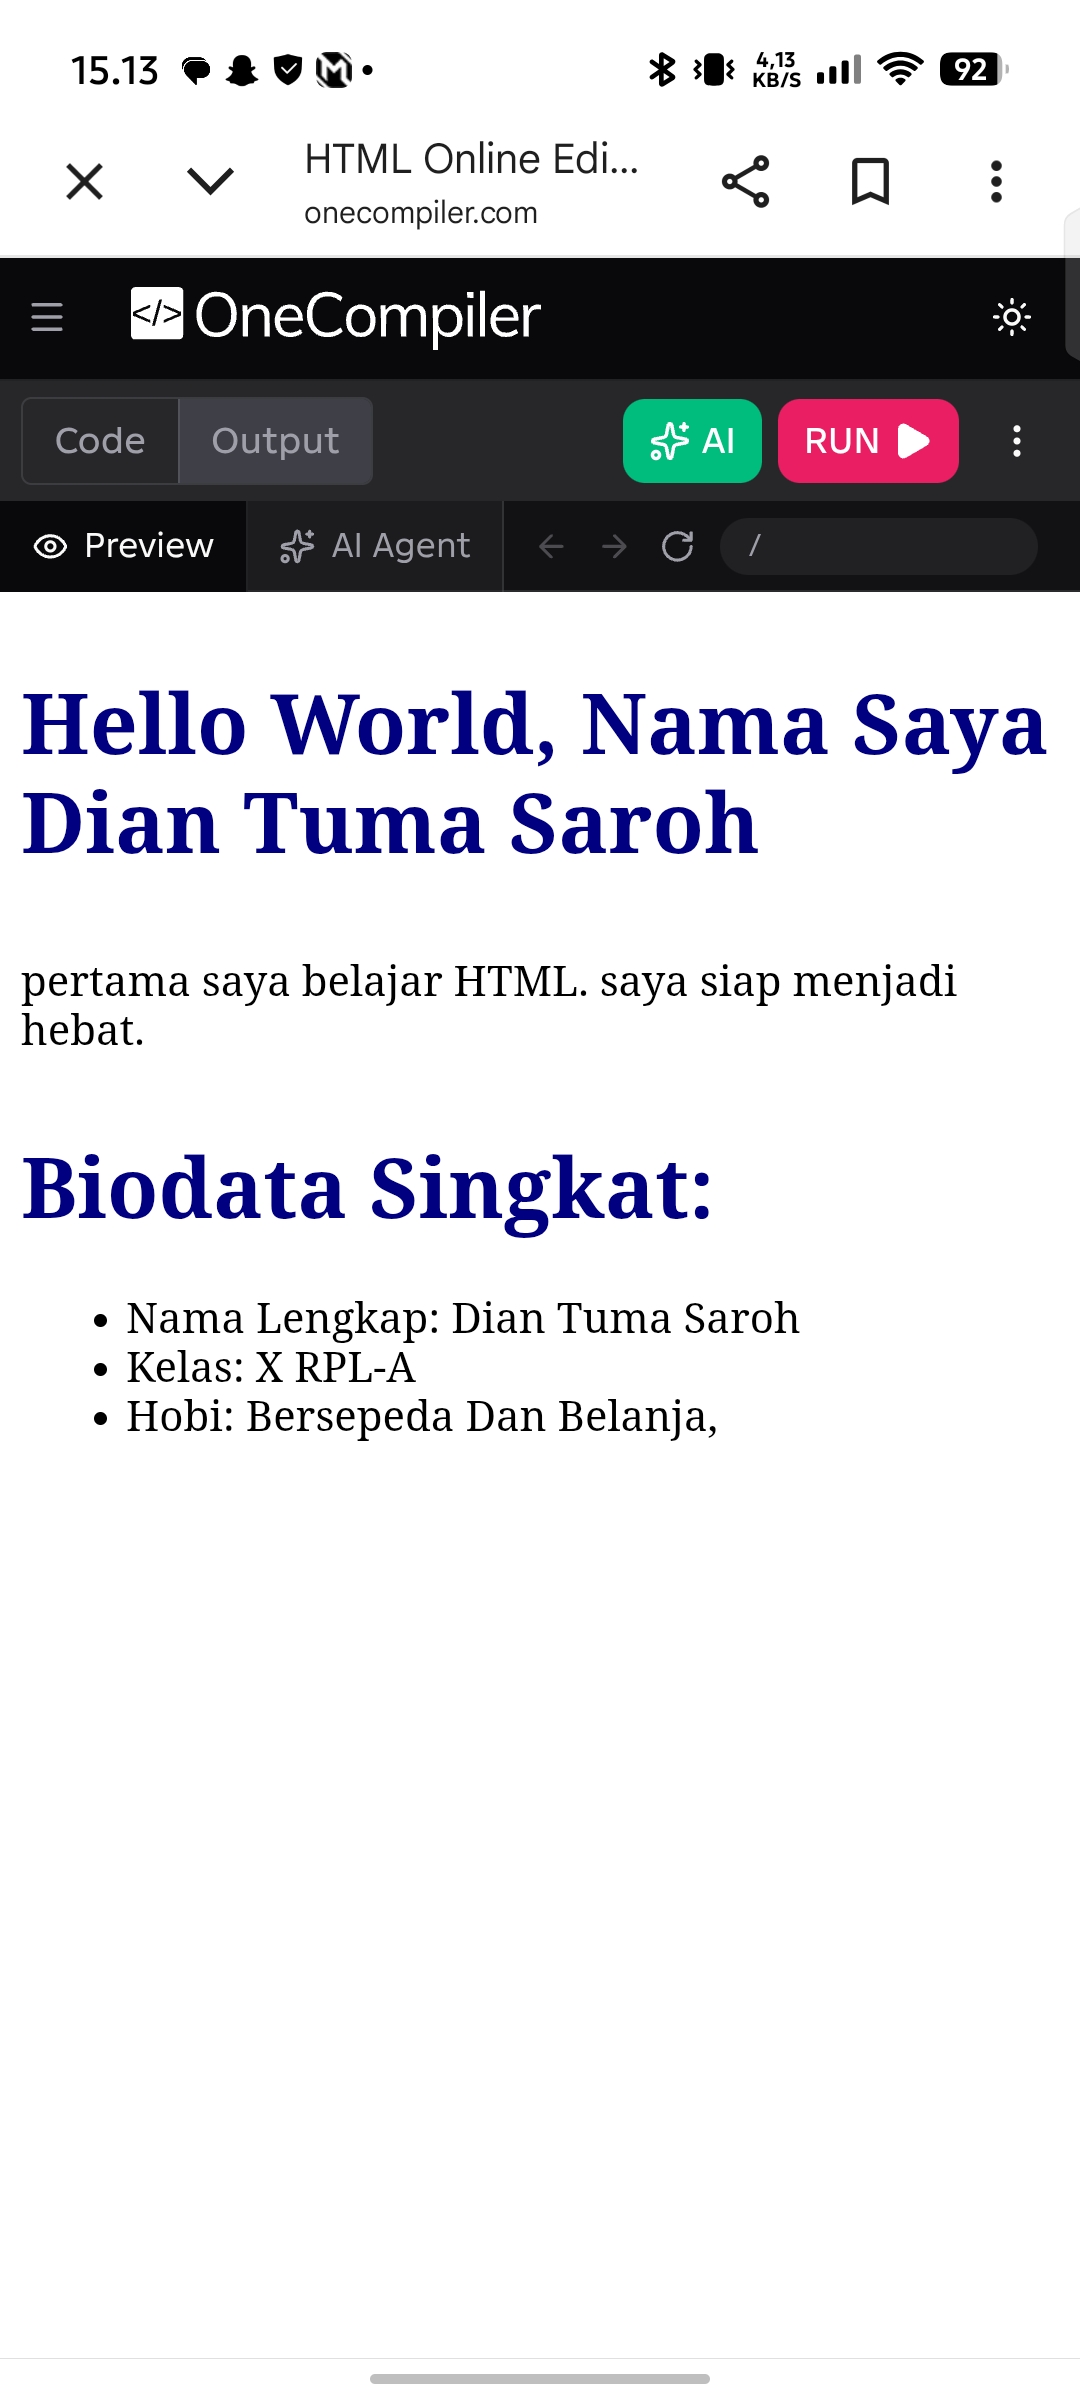 15.13 4,13 KB/S 92
HTML Online Edi...
onecompiler.com
</> OneCompiler
Code Output AI RUN
Preview AI Agent /
Hello World, Nama Saya
Dian Tuma Saroh
pertama saya belajar HTML. saya siap menjadi
hebat.
Biodata Singkat:
• Nama Lengkap: Dian Tuma Saroh
• Kelas: X RPL-A
• Hobi: Bersepeda Dan Belanja,